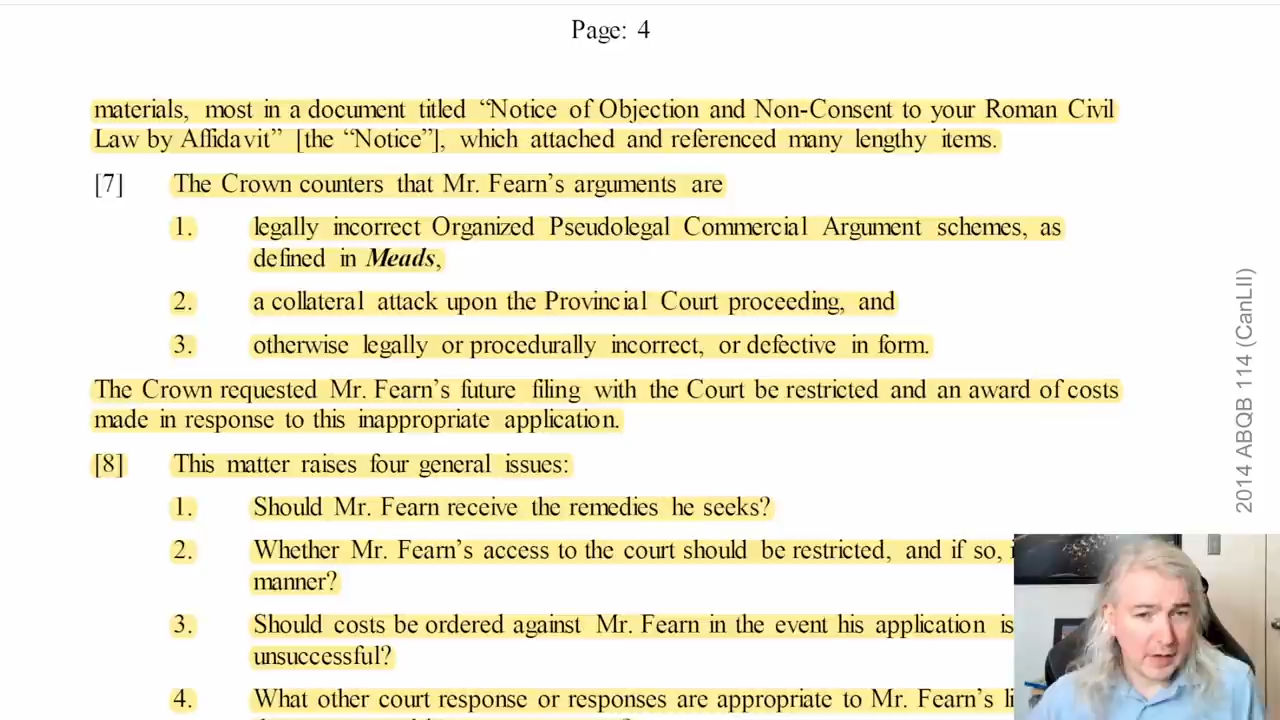 Page: 4
materials, most in a document titled “Notice of Objection and Non-Consent to your Roman Civil
Law by Affidavit” [the “Notice”], which attached and referenced many lengthy items.
[7] The Crown counters that Mr. Fearn’s arguments are
1. legally incorrect Organized Pseudolegal Commercial Argument schemes, as
defined in Meads,
2. a collateral attack upon the Provincial Court proceeding, and
3. otherwise legally or procedurally incorrect, or defective in form.
The Crown requested Mr. Fearn’s future filing with the Court be restricted and an award of costs
made in response to this inappropriate application.
[8] This matter raises four general issues:
1. Should Mr. Fearn receive the remedies he seeks?
2. Whether Mr. Fearn’s access to the court should be restricted, and if so,
manner?
3. Should costs be ordered against Mr. Fearn in the event his application is
unsuccessful?
4. What other court response or responses are appropriate to Mr. Fearn’s
2014 ABQB 114 (CanLII)